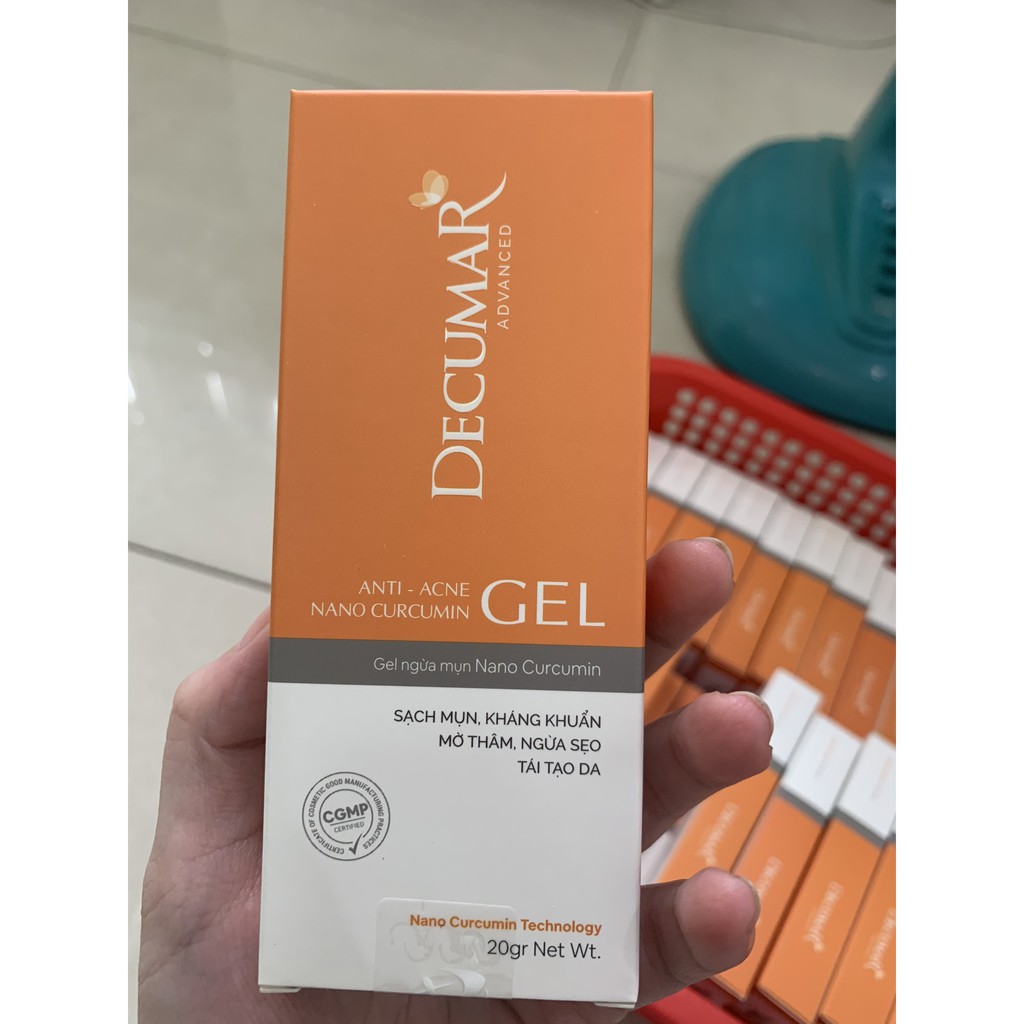 DECUMAR
ADVANCED
ANTI - ACNE
NANO CURCUMIN GEL
Gel ngừa mụn Nano Curcumin
SẠCH MỤN, KHÁNG KHUẨN
MỜ THÂM, NGỪA SẸO
TÁI TẠO DA
CERTIFICATE OF COSMETIC GOOD MANUFACTURING PRACTICES
CGMP
CERTIFIED
Nano Curcumin Technology
20gr Net Wt.